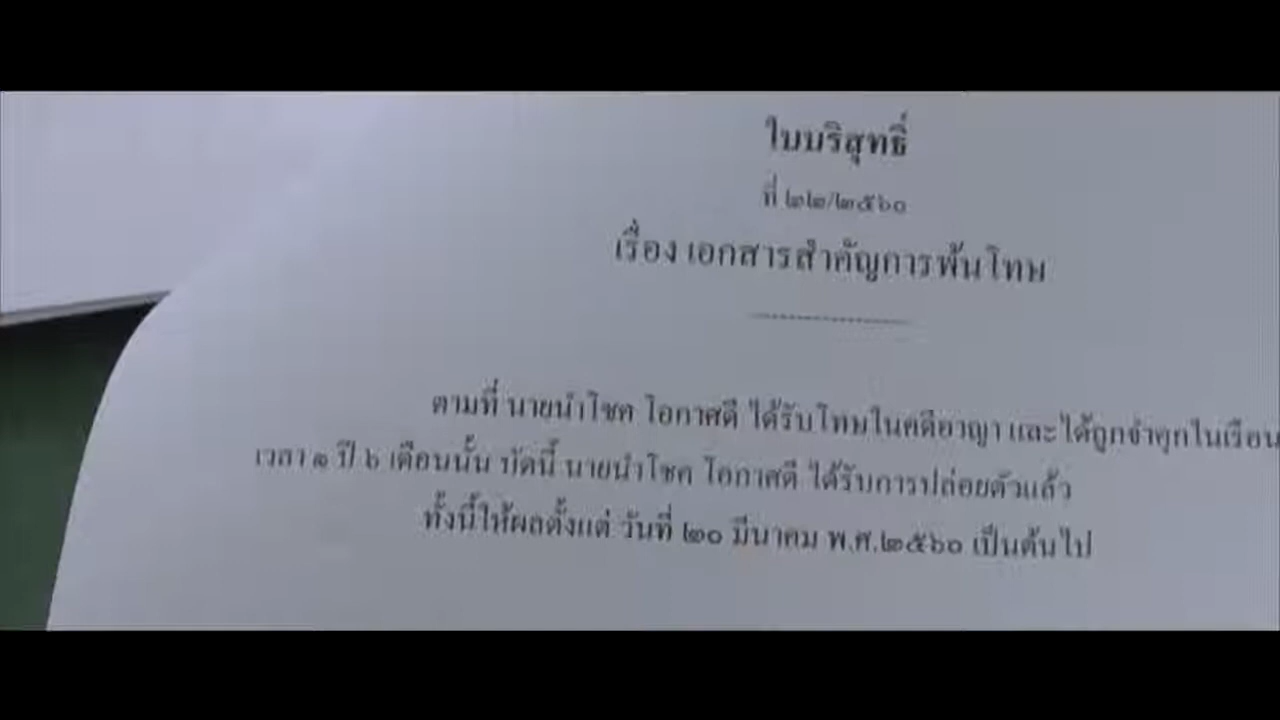 ใบบริสุทธิ์
ที่ ๒๒/๒๕๖๐
เรื่อง เอกสารสำคัญการพ้นโทษ
ตามที่ นายนำโชค โอกาศดี ได้รับโทษในคดีอาญา และได้ถูกจำคุกในเรือน
เวลา ๑ ปี ๖ เดือนนั้น บัดนี้ นายนำโชค โอกาศดี ได้รับการปล่อยตัวแล้ว
ทั้งนี้ให้ผลตั้งแต่ วันที่ ๒๐ มีนาคม พ.ศ.๒๕๖๐ เป็นต้นไป